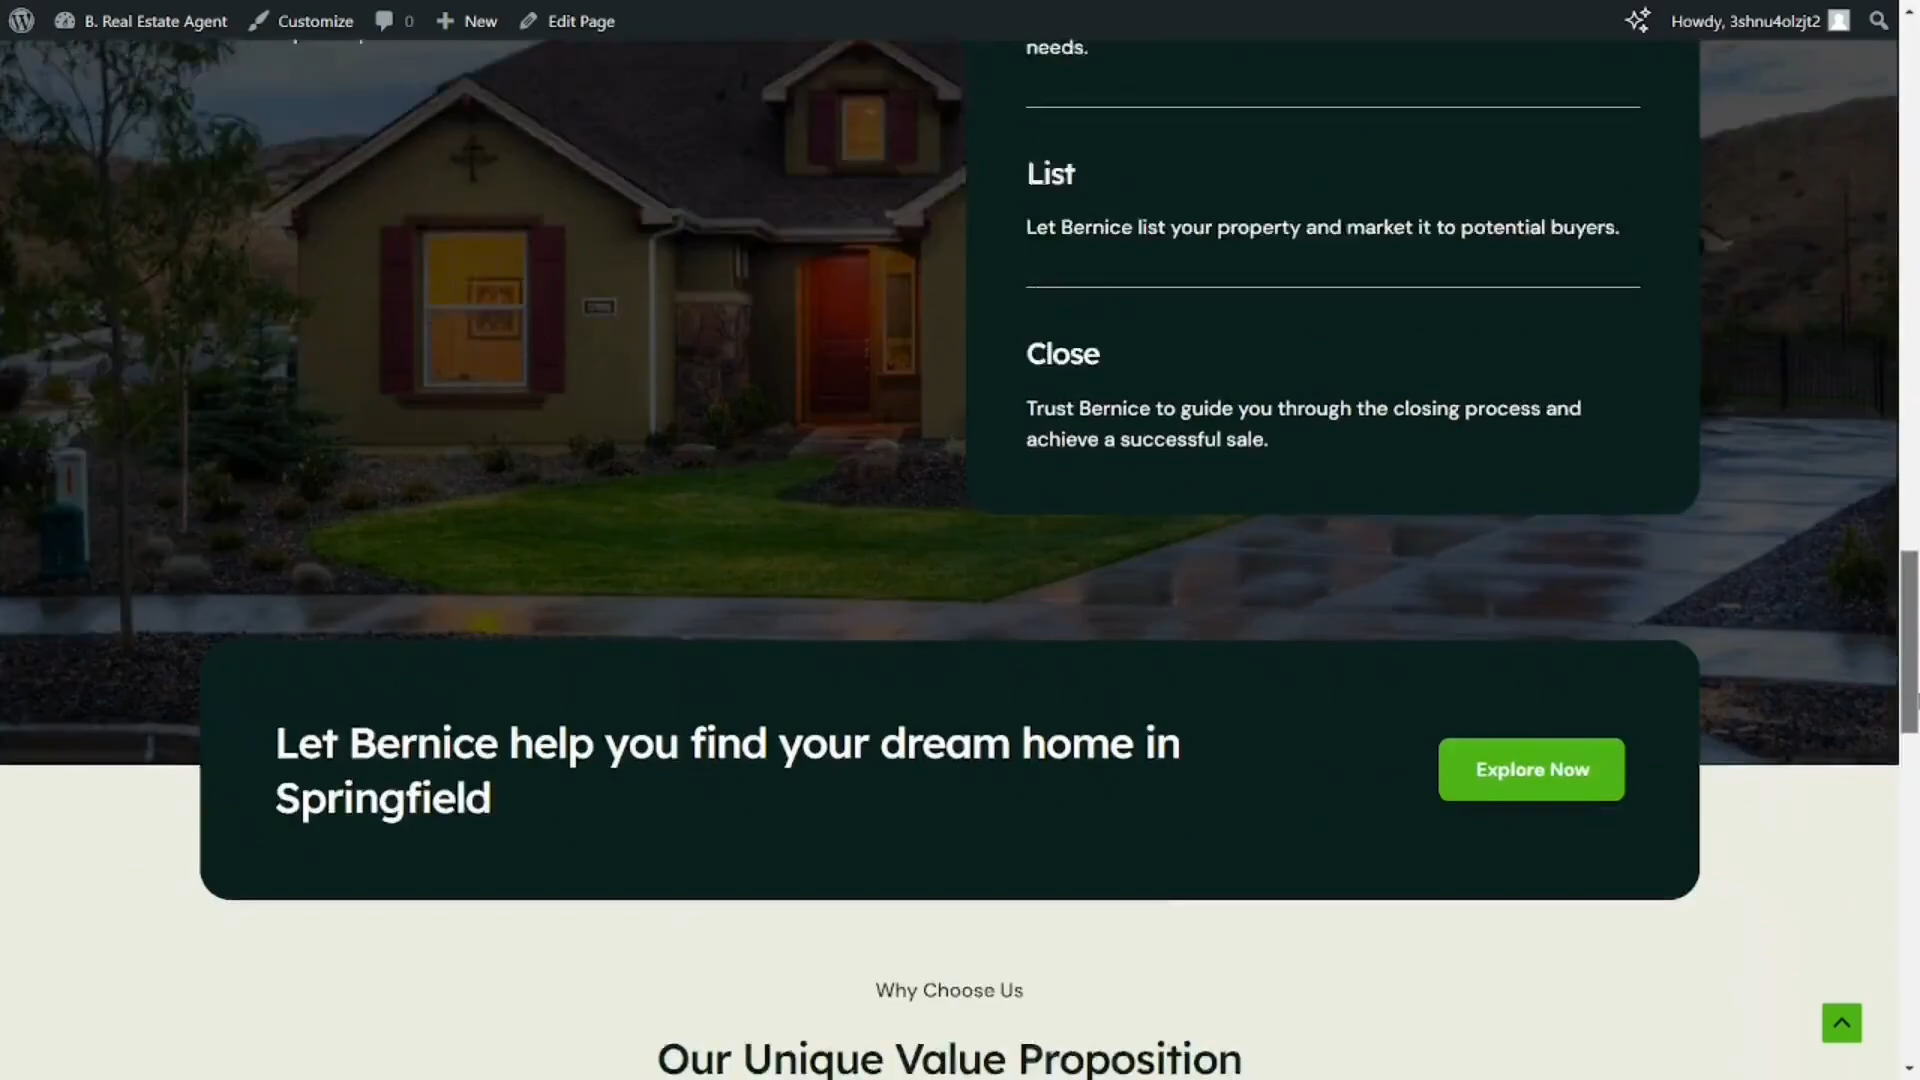 B. Real Estate Agent Customize 0 New Edit Page Howdy, 3shnu4olzjt2
needs.
List
Let Bernice list your property and market it to potential buyers.
Close
Trust Bernice to guide you through the closing process and
achieve a successful sale.
Let Bernice help you find your dream home in
Springfield
Explore Now
Why Choose Us
Our Unique Value Proposition